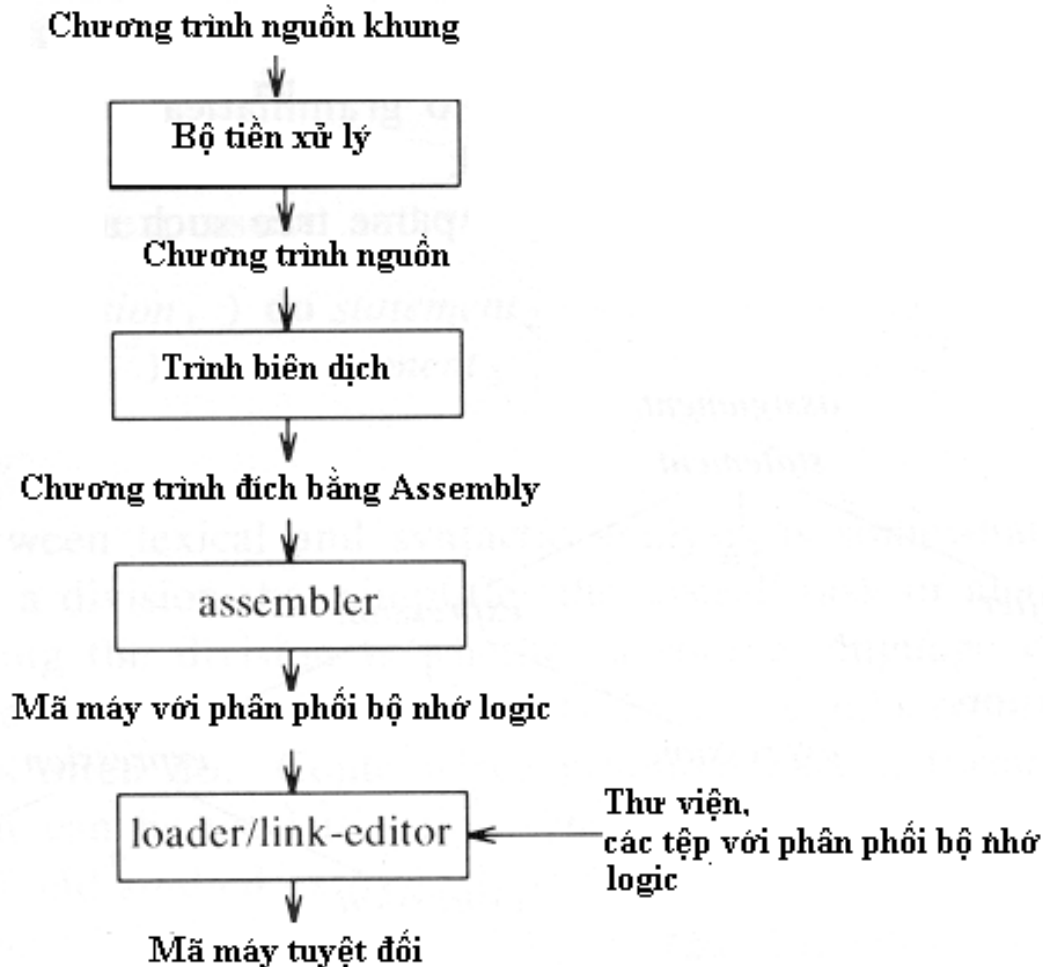 Chương trình nguồn khung
Bộ tiền xử lý
Chương trình nguồn
Trình biên dịch
Chương trình đích bằng Assembly
assembler
Mã máy với phân phối bộ nhớ logic
loader/link-editor
Thư viện,
các tệp với phân phối bộ nhớ
logic
Mã máy tuyệt đối